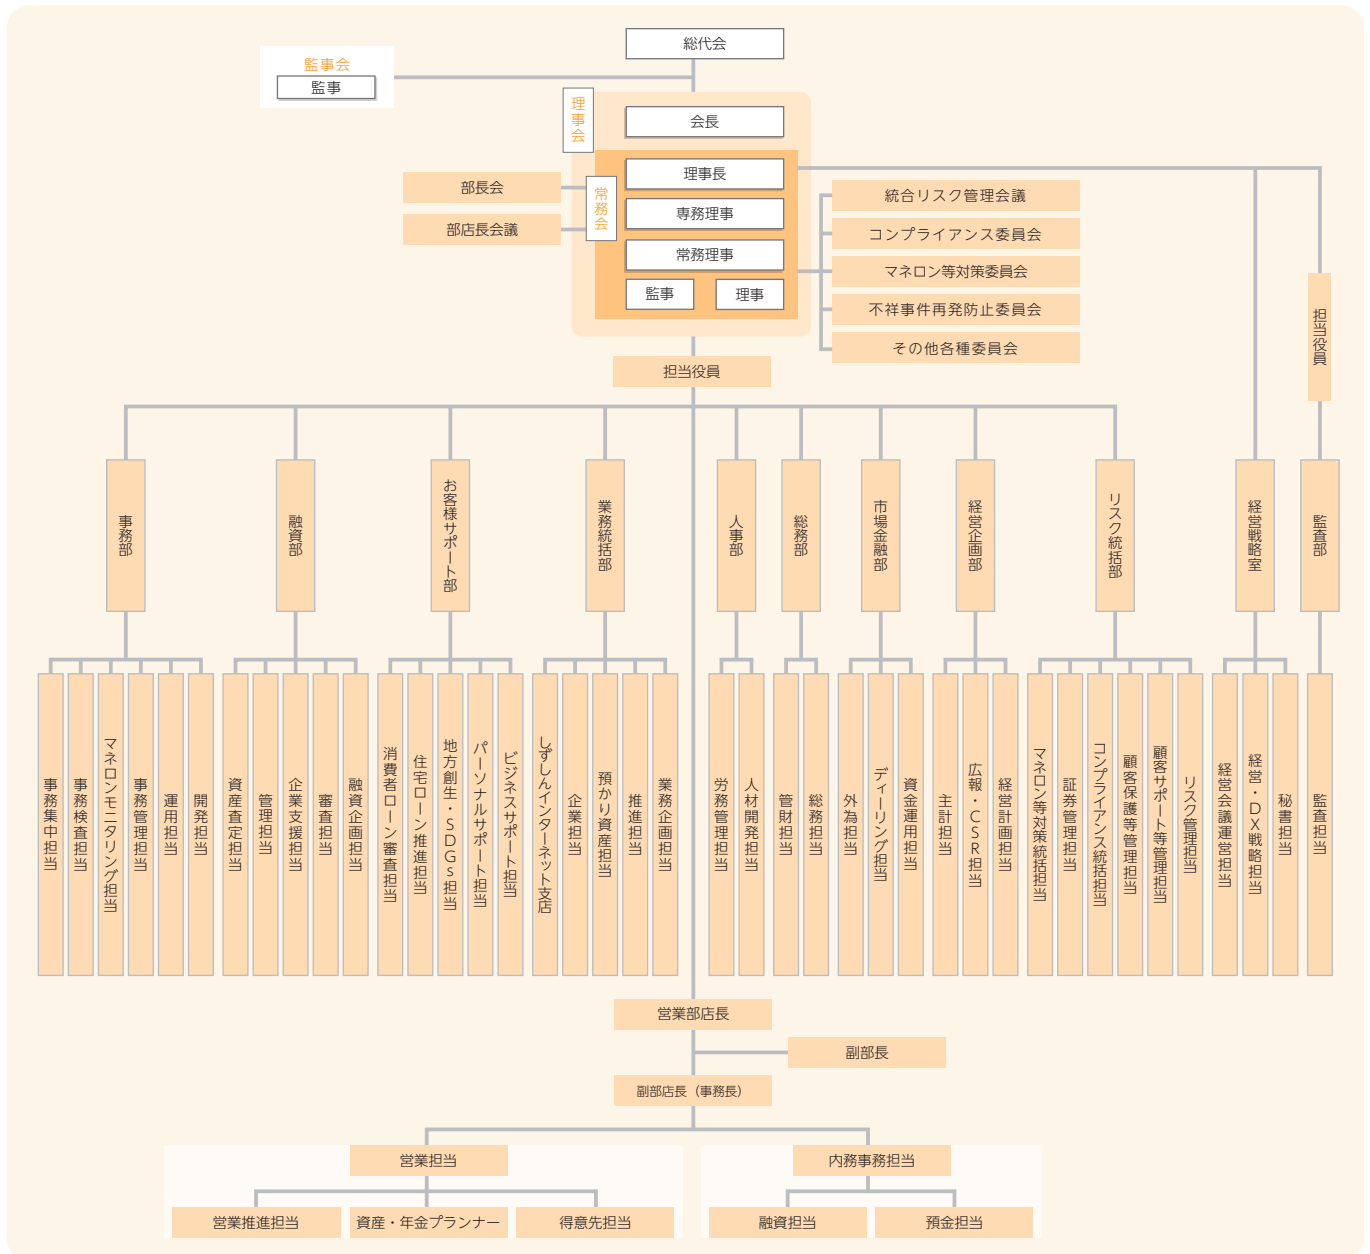 総代会
監事会
監事
理事会
会長
理事長
専務理事
常務理事
監事
理事
常務会
部長会
部店長会議
統合リスク管理会議
コンプライアンス委員会
マネロン等対策委員会
不祥事件再発防止委員会
その他各種委員会
担当役員
担当役員
事務部
融資部
お客様サポート部
業務統括部
人事部
総務部
市場金融部
経営企画部
リスク統括部
経営戦略室
監査部
事務集中担当
事務検査担当
マネロンモニタリング担当
事務管理担当
運用担当
開発担当
資産査定担当
管理担当
企業支援担当
審査担当
融資企画担当
消費者ローン審査担当
住宅ローン推進担当
地方創生・SDGs担当
パーソナルサポート担当
ビジネスサポート担当
しずしんインターネット支店
企業担当
預かり資産担当
推進担当
業務企画担当
労務管理担当
人材開発担当
管財担当
総務担当
外為担当
ディーリング担当
資金運用担当
主計担当
広報・CSR担当
経営計画担当
マネロン等対策統括担当
証券管理担当
コンプライアンス統括担当
顧客保護等管理担当
顧客サポート等管理担当
リスク管理担当
経営会議運営担当
経営・DX戦略担当
秘書担当
監査担当
営業部店長
副部長
副部店長（事務長）
営業担当
内務事務担当
営業推進担当
資産・年金プランナー
得意先担当
融資担当
預金担当